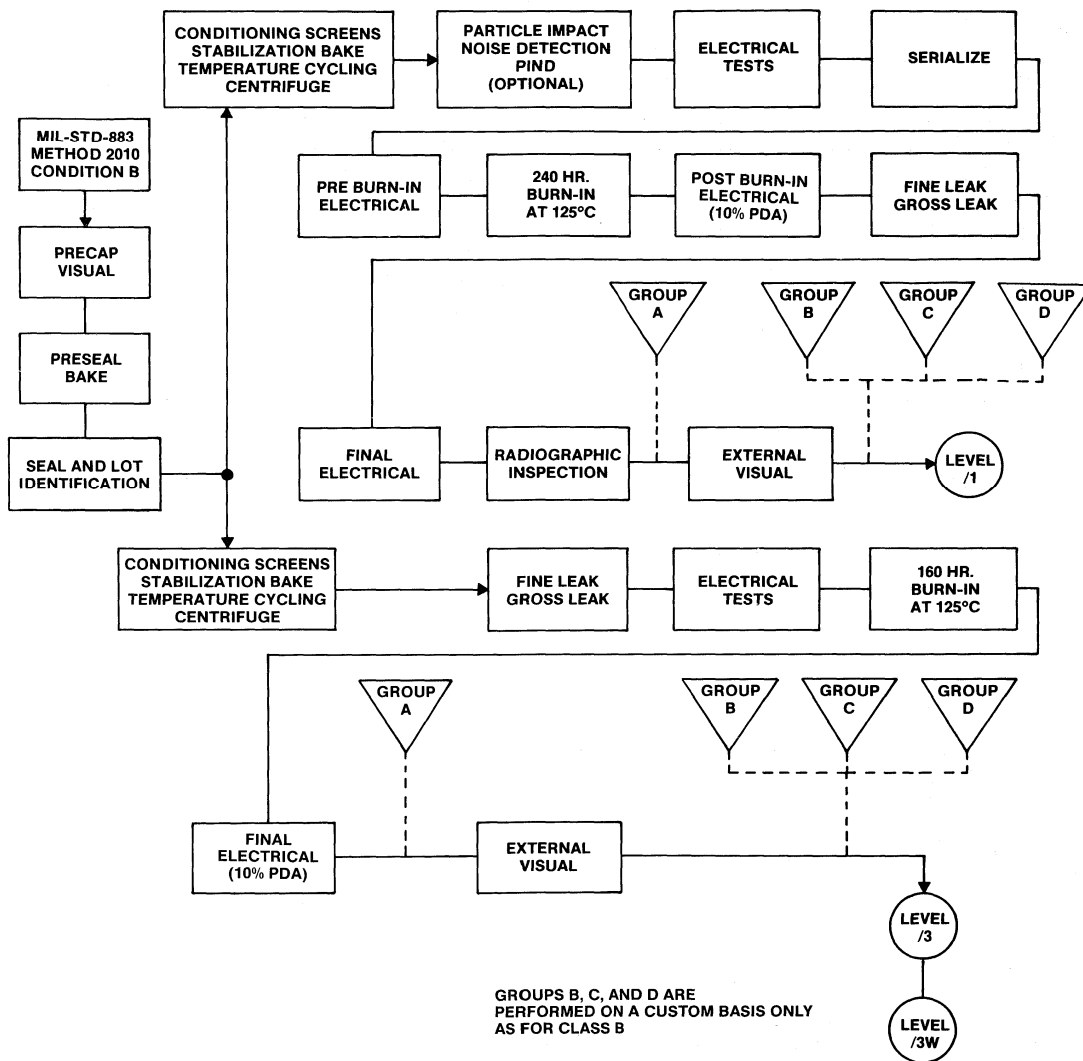 CONDITIONING SCREENS
STABILIZATION BAKE
TEMPERATURE CYCLING
CENTRIFUGE
PARTICLE IMPACT
NOISE DETECTION
PIND
(OPTIONAL)
ELECTRICAL
TESTS
SERIALIZE
MIL-STD-883
METHOD 2010
CONDITION B
PRE BURN-IN
ELECTRICAL
240 HR.
BURN-IN
AT 125°C
POST BURN-IN
ELECTRICAL
(10% PDA)
FINE LEAK
GROSS LEAK
PRECAP
VISUAL
PRESEAL
BAKE
SEAL AND LOT
IDENTIFICATION
GROUP
A
GROUP
B
GROUP
C
GROUP
D
FINAL
ELECTRICAL
RADIOGRAPHIC
INSPECTION
EXTERNAL
VISUAL
LEVEL
/1
CONDITIONING SCREENS
STABILIZATION BAKE
TEMPERATURE CYCLING
CENTRIFUGE
FINE LEAK
GROSS LEAK
ELECTRICAL
TESTS
160 HR.
BURN-IN
AT 125°C
GROUP
A
GROUP
B
GROUP
C
GROUP
D
FINAL
ELECTRICAL
(10% PDA)
EXTERNAL
VISUAL
LEVEL
/3
GROUPS B, C, AND D ARE
PERFORMED ON A CUSTOM BASIS ONLY
AS FOR CLASS B
LEVEL
/3W